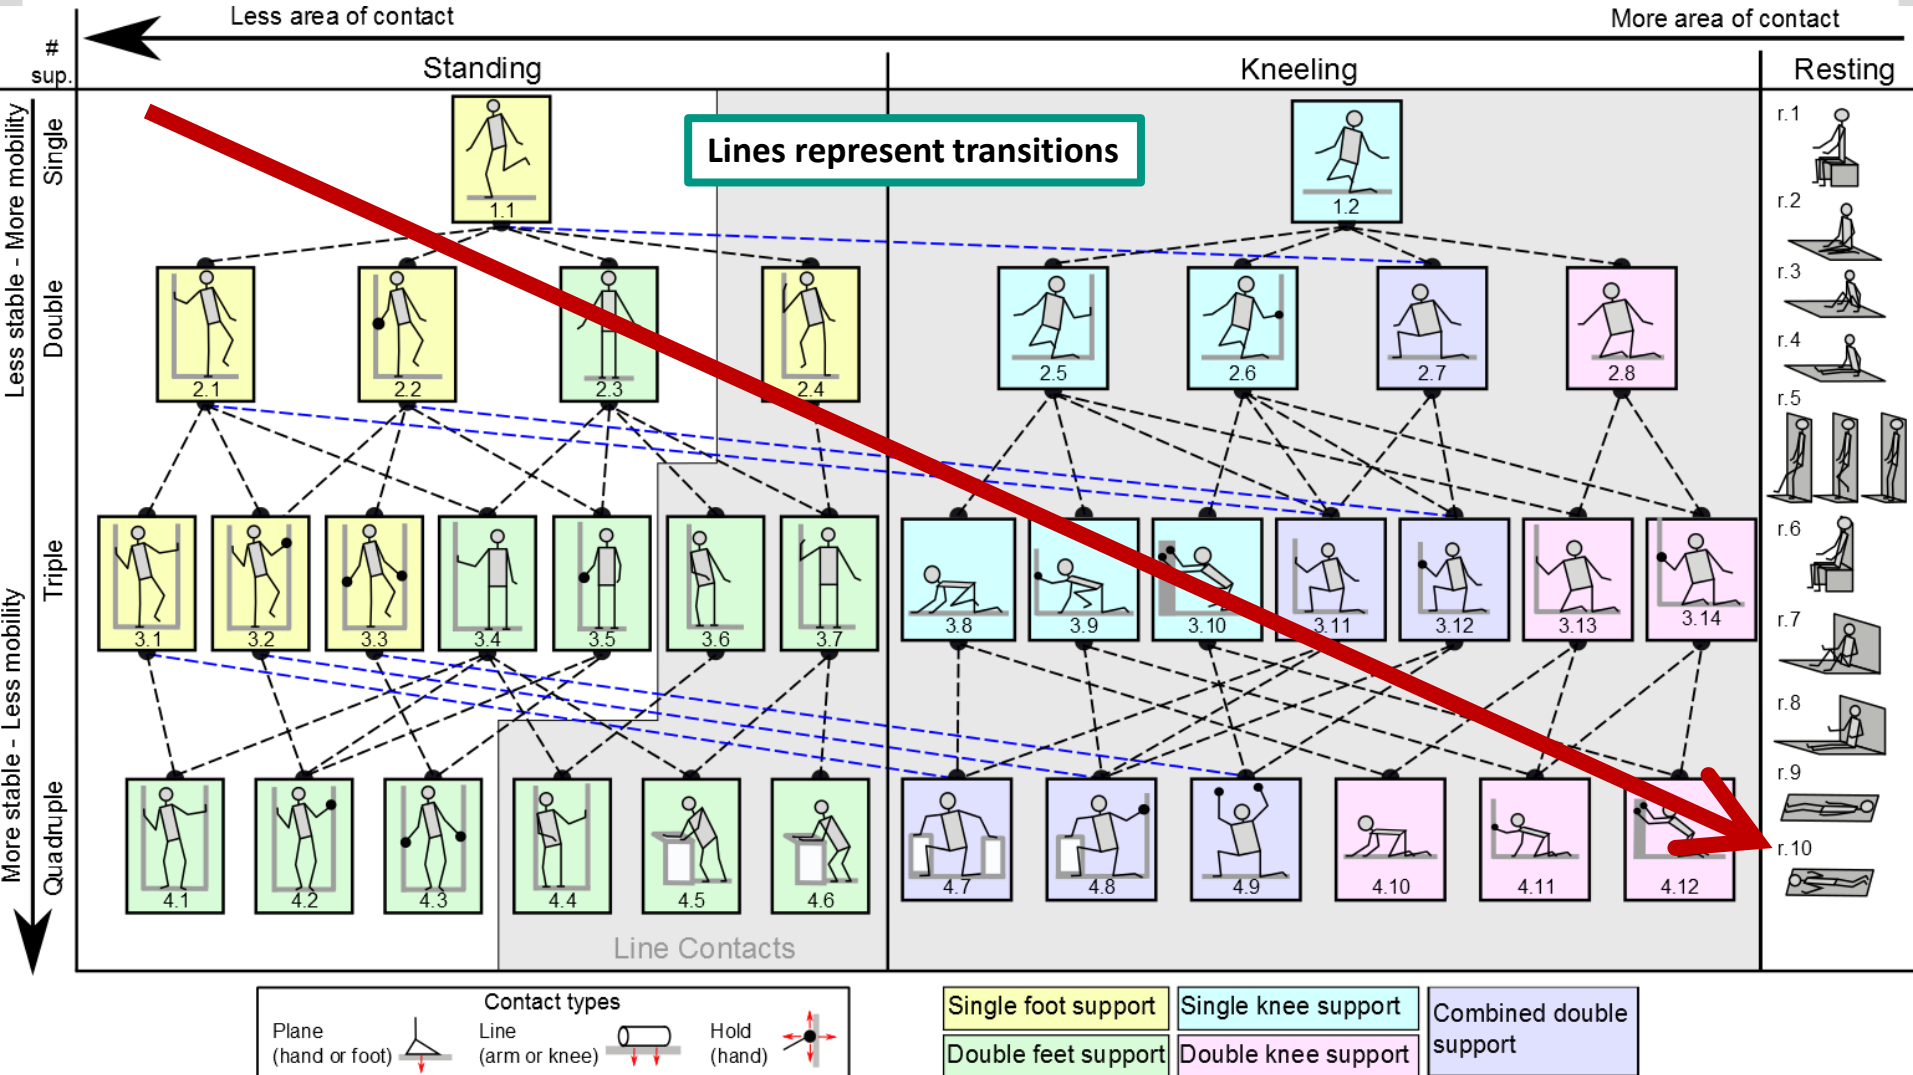 Less area of contact
More area of contact
#
sup.
Standing
Kneeling
Resting
Less stable - More mobility
More stable - Less mobility
Single
Double
Triple
Quadruple
Lines represent transitions
1.1
1.2
2.1
2.2
2.3
2.4
2.5
2.6
2.7
2.8
3.1
3.2
3.3
3.4
3.5
3.6
3.7
3.8
3.9
3.10
3.11
3.12
3.13
3.14
4.1
4.2
4.3
4.4
4.5
4.6
4.7
4.8
4.9
4.10
4.11
4.12
r.1
r.2
r.3
r.4
r.5
r.6
r.7
r.8
r.9
r.10
Line Contacts
Contact types
Plane
(hand or foot)
Line
(arm or knee)
Hold
(hand)
Single foot support
Single knee support
Combined double
support
Double feet support
Double knee support